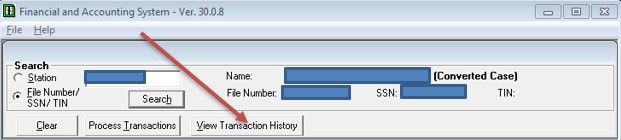 Financial and Accounting System - Ver. 30.0.8
File Help
Search
Station Name: (Converted Case)
File Number/ SSN/ TIN Search File Number: SSN: TIN:
Clear Process Transactions View Transaction History